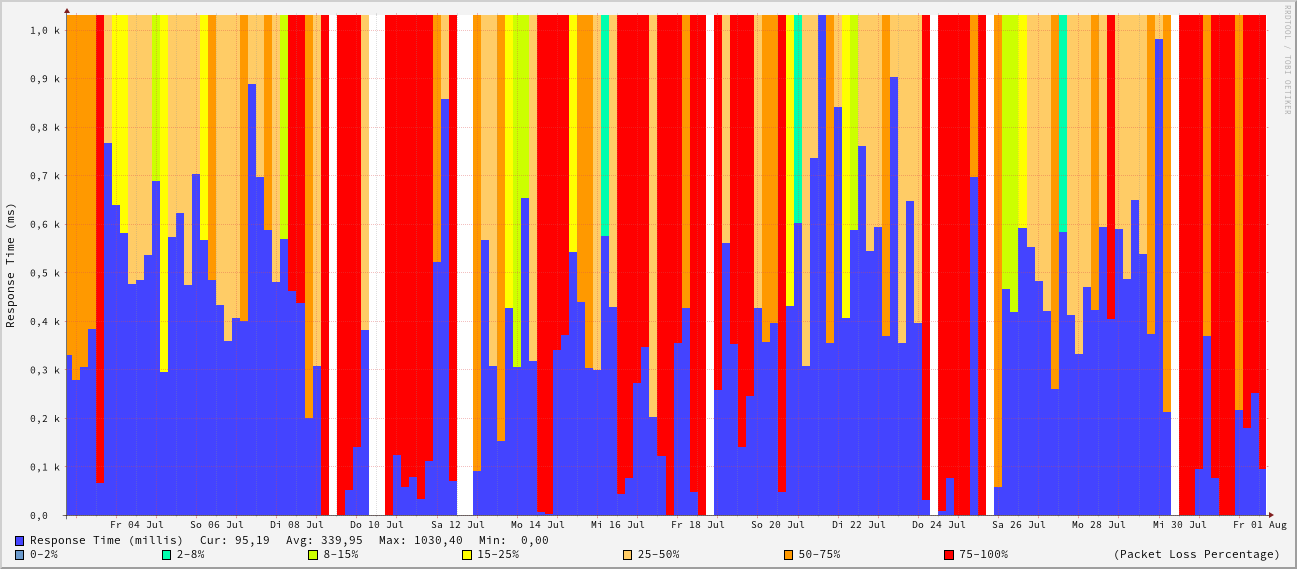 1,0 k
0,9 k
0,8 k
0,7 k
0,6 k
0,5 k
0,4 k
0,3 k
0,2 k
0,1 k
0,0
Response Time (ms)
RRDTOOL / TOBI OETIKER
Fr 04 Jul So 06 Jul Di 08 Jul Do 10 Jul Sa 12 Jul Mo 14 Jul Mi 16 Jul Fr 18 Jul So 20 Jul Di 22 Jul Do 24 Jul Sa 26 Jul Mo 28 Jul Mi 30 Jul Fr 01 Aug
Response Time (millis) Cur: 95,19 Avg: 339,95 Max: 1030,40 Min: 0,00
0-2% 2-8% 8-15% 15-25% 25-50% 50-75% 75-100% (Packet Loss Percentage)